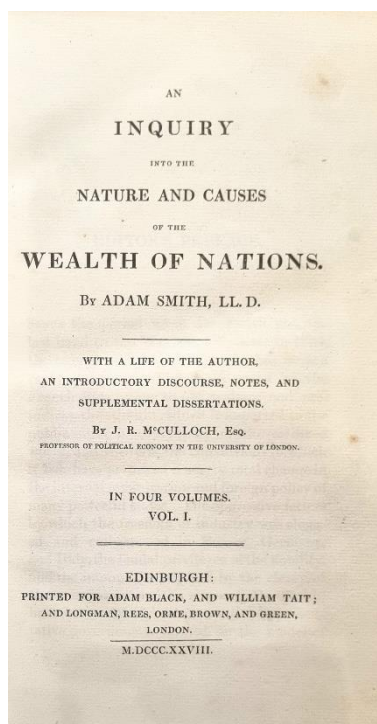 AN
INQUIRY
INTO THE
NATURE AND CAUSES
OF THE
WEALTH OF NATIONS.
By ADAM SMITH, LL. D.
WITH A LIFE OF THE AUTHOR,
AN INTRODUCTORY DISCOURSE, NOTES, AND
SUPPLEMENTAL DISSERTATIONS.
By J. R. MᶜCULLOCH, Esq.
PROFESSOR OF POLITICAL ECONOMY IN THE UNIVERSITY OF LONDON.
IN FOUR VOLUMES.
VOL. I.
EDINBURGH:
PRINTED FOR ADAM BLACK, AND WILLIAM TAIT;
AND LONGMAN, REES, ORME, BROWN, AND GREEN,
LONDON.
M.DCCC.XXVIII.